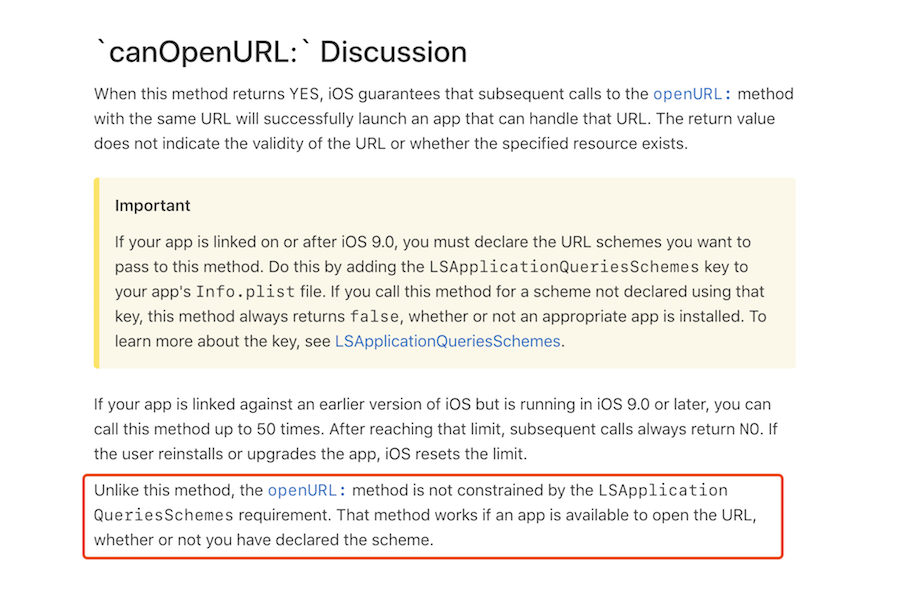 `canOpenURL:` Discussion
When this method returns YES, iOS guarantees that subsequent calls to the openURL: method
with the same URL will successfully launch an app that can handle that URL. The return value
does not indicate the validity of the URL or whether the specified resource exists.
Important
If your app is linked on or after iOS 9.0, you must declare the URL schemes you want to
pass to this method. Do this by adding the LSApplicationQueriesSchemes key to
your app's Info.plist file. If you call this method for a scheme not declared using that
key, this method always returns false, whether or not an appropriate app is installed. To
learn more about the key, see LSApplicationQueriesSchemes.
If your app is linked against an earlier version of iOS but is running in iOS 9.0 or later, you can
call this method up to 50 times. After reaching that limit, subsequent calls always return NO. If
the user reinstalls or upgrades the app, iOS resets the limit.
Unlike this method, the openURL: method is not constrained by the LSApplication
QueriesSchemes requirement. That method works if an app is available to open the URL,
whether or not you have declared the scheme.